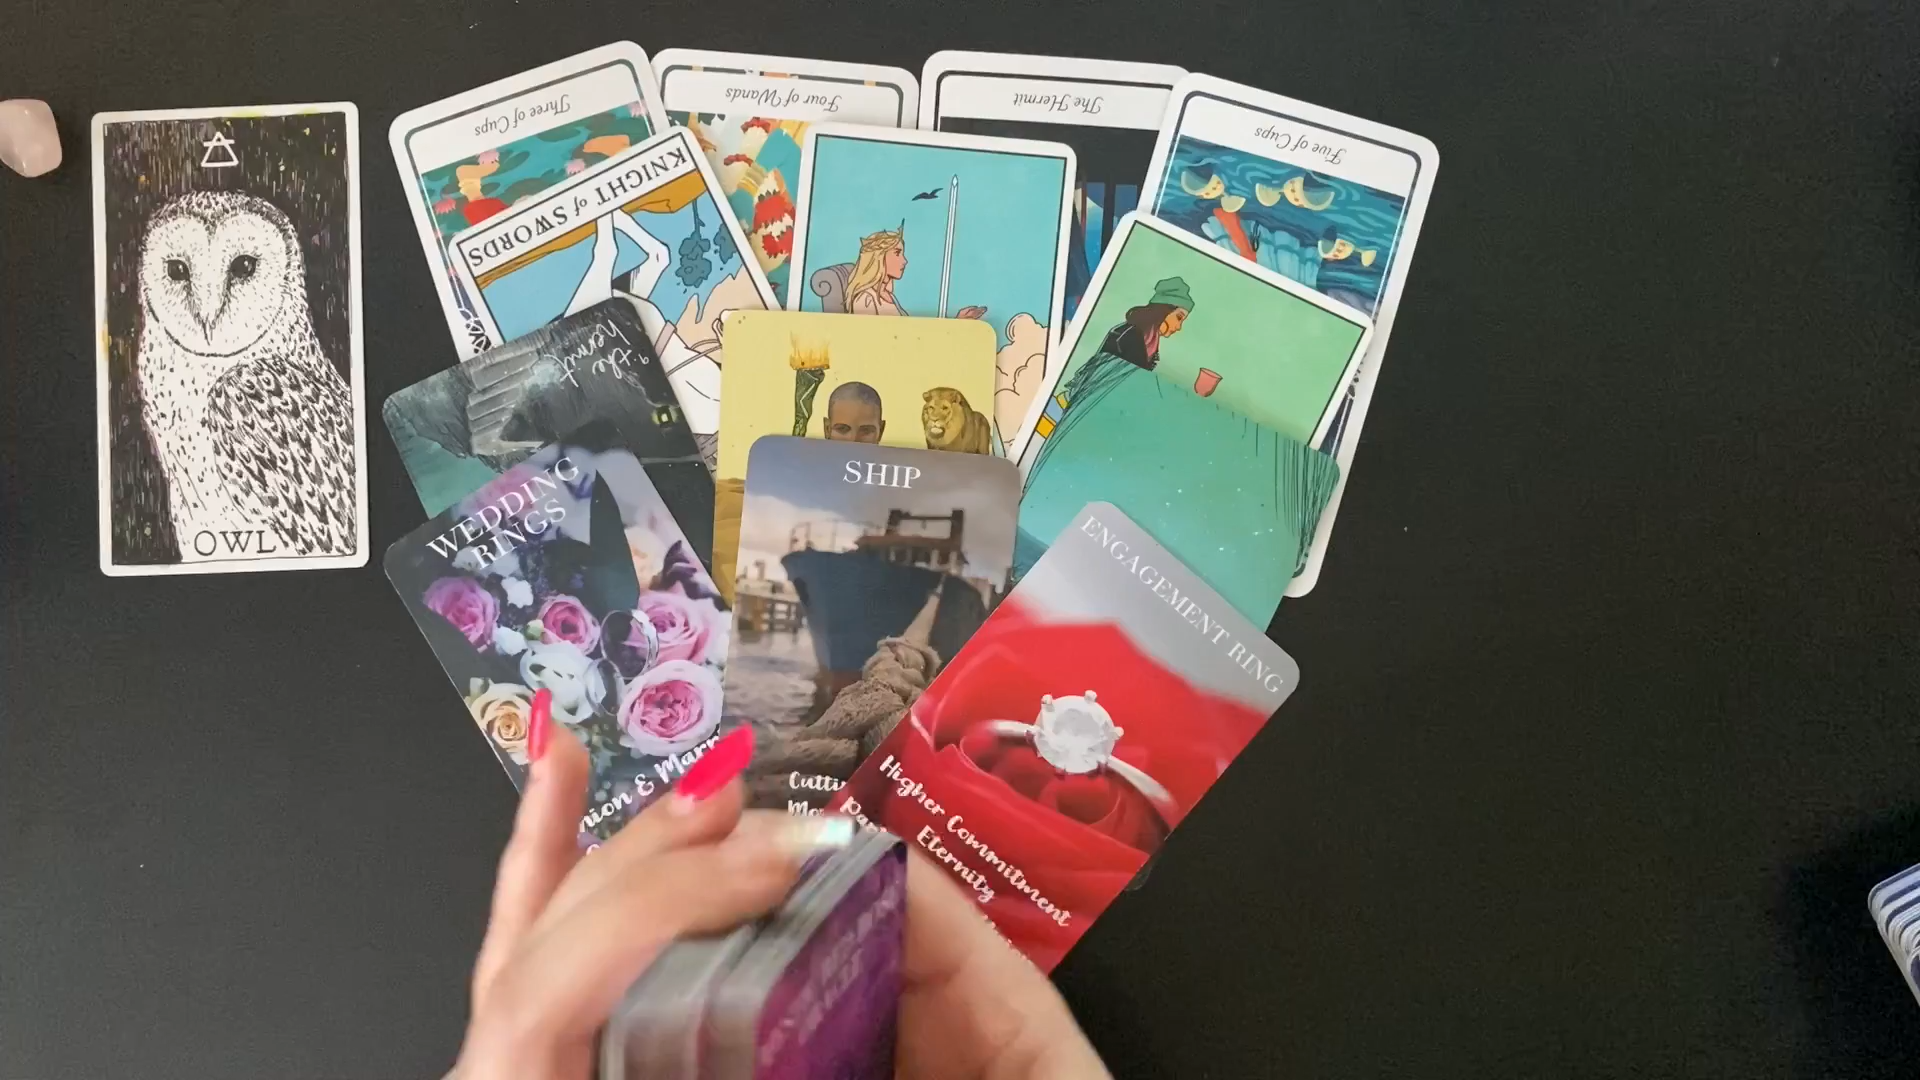 Three of Cups
Four of Wands
The Hermit
Five of Cups
KNIGHT of SWORDS
9. the
hermit
OWL
WEDDING
RINGS
SHIP
ENGAGEMENT RING
Higher Commitment
Eternity